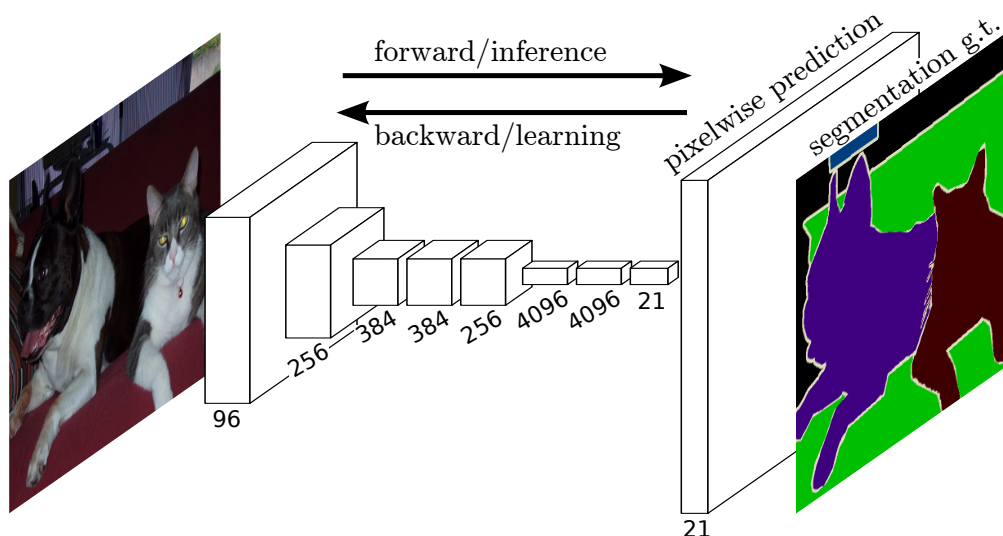 forward/inference
backward/learning
pixelwise prediction
segmentation g.t.
96
256
384
384
256
4096
4096
21
21